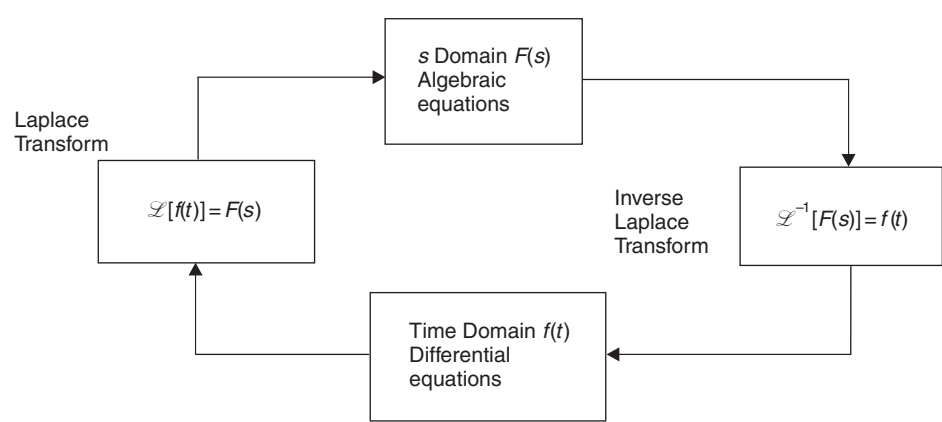 s Domain F(s)
Algebraic
equations
Laplace
Transform
ℒ[f(t)] = F(s)
Inverse
Laplace
Transform
ℒ⁻¹[F(s)] = f(t)
Time Domain f(t)
Differential
equations